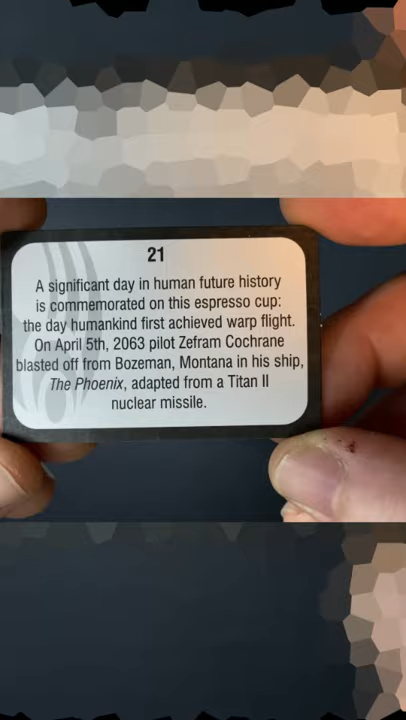 21
A significant day in human future history
is commemorated on this espresso cup:
the day humankind first achieved warp flight.
On April 5th, 2063 pilot Zefram Cochrane
blasted off from Bozeman, Montana in his ship,
The Phoenix, adapted from a Titan II
nuclear missile.